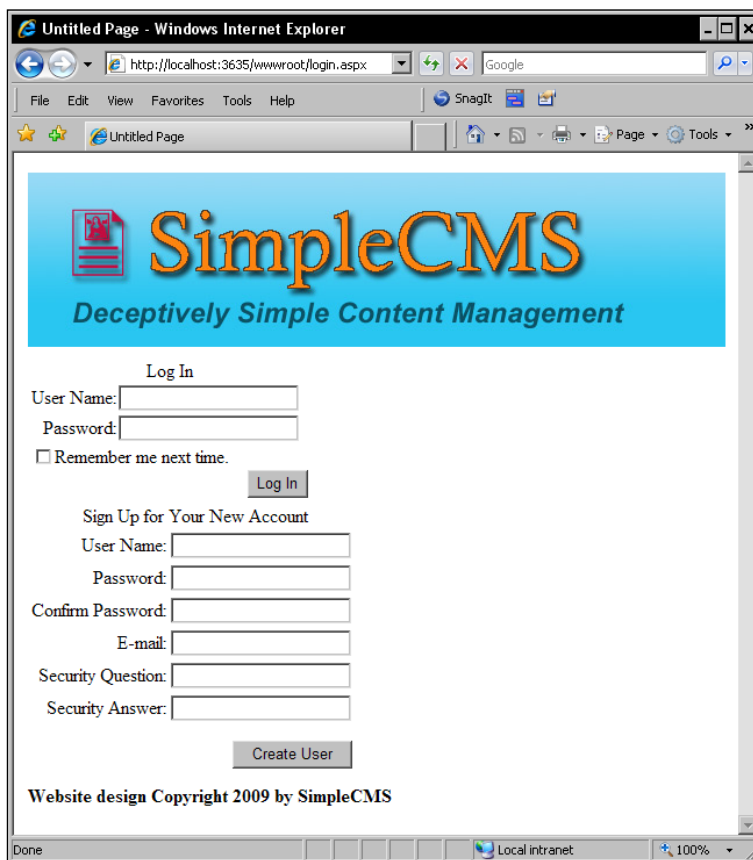 Untitled Page - Windows Internet Explorer
http://localhost:3635/wwwroot/login.aspx
Google
File Edit View Favorites Tools Help SnagIt
Untitled Page Page Tools »
SimpleCMS
Deceptively Simple Content Management
Log In
User Name:
Password:
Remember me next time.
Log In
Sign Up for Your New Account
User Name:
Password:
Confirm Password:
E-mail:
Security Question:
Security Answer:
Create User
Website design Copyright 2009 by SimpleCMS
Done Local intranet 100%